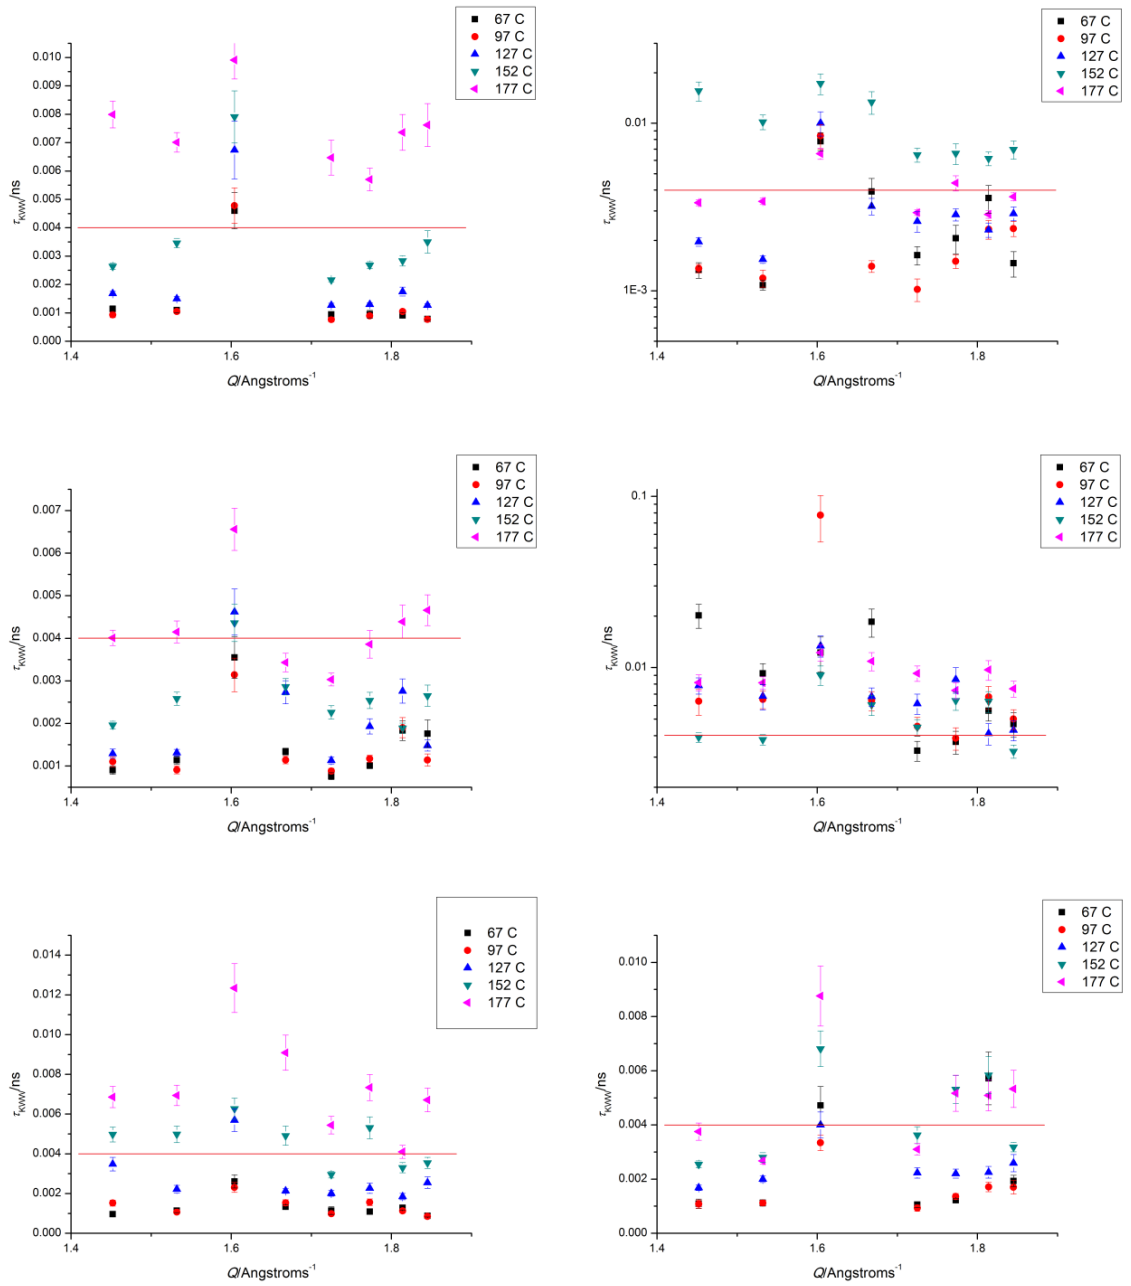 67 C
97 C
127 C
152 C
177 C
0.010
0.009
0.008
0.007
0.006
0.005
0.004
0.003
0.002
0.001
0.000
τKWW/ns
1.4
1.6
1.8
Q/Angstroms-1
67 C
97 C
127 C
152 C
177 C
0.01
1E-3
τKWW/ns
1.4
1.6
1.8
Q/Angstroms-1
67 C
97 C
127 C
152 C
177 C
0.007
0.006
0.005
0.004
0.003
0.002
0.001
τKWW/ns
1.4
1.6
1.8
Q/Angstroms-1
67 C
97 C
127 C
152 C
177 C
0.1
0.01
τKWW/ns
1.4
1.6
1.8
Q/Angstroms-1
67 C
97 C
127 C
152 C
177 C
0.014
0.012
0.010
0.008
0.006
0.004
0.002
0.000
τKWW/ns
1.4
1.6
1.8
Q/Angstroms-1
67 C
97 C
127 C
152 C
177 C
0.010
0.008
0.006
0.004
0.002
0.000
τKWW/ns
1.4
1.6
1.8
Q/Angstroms-1